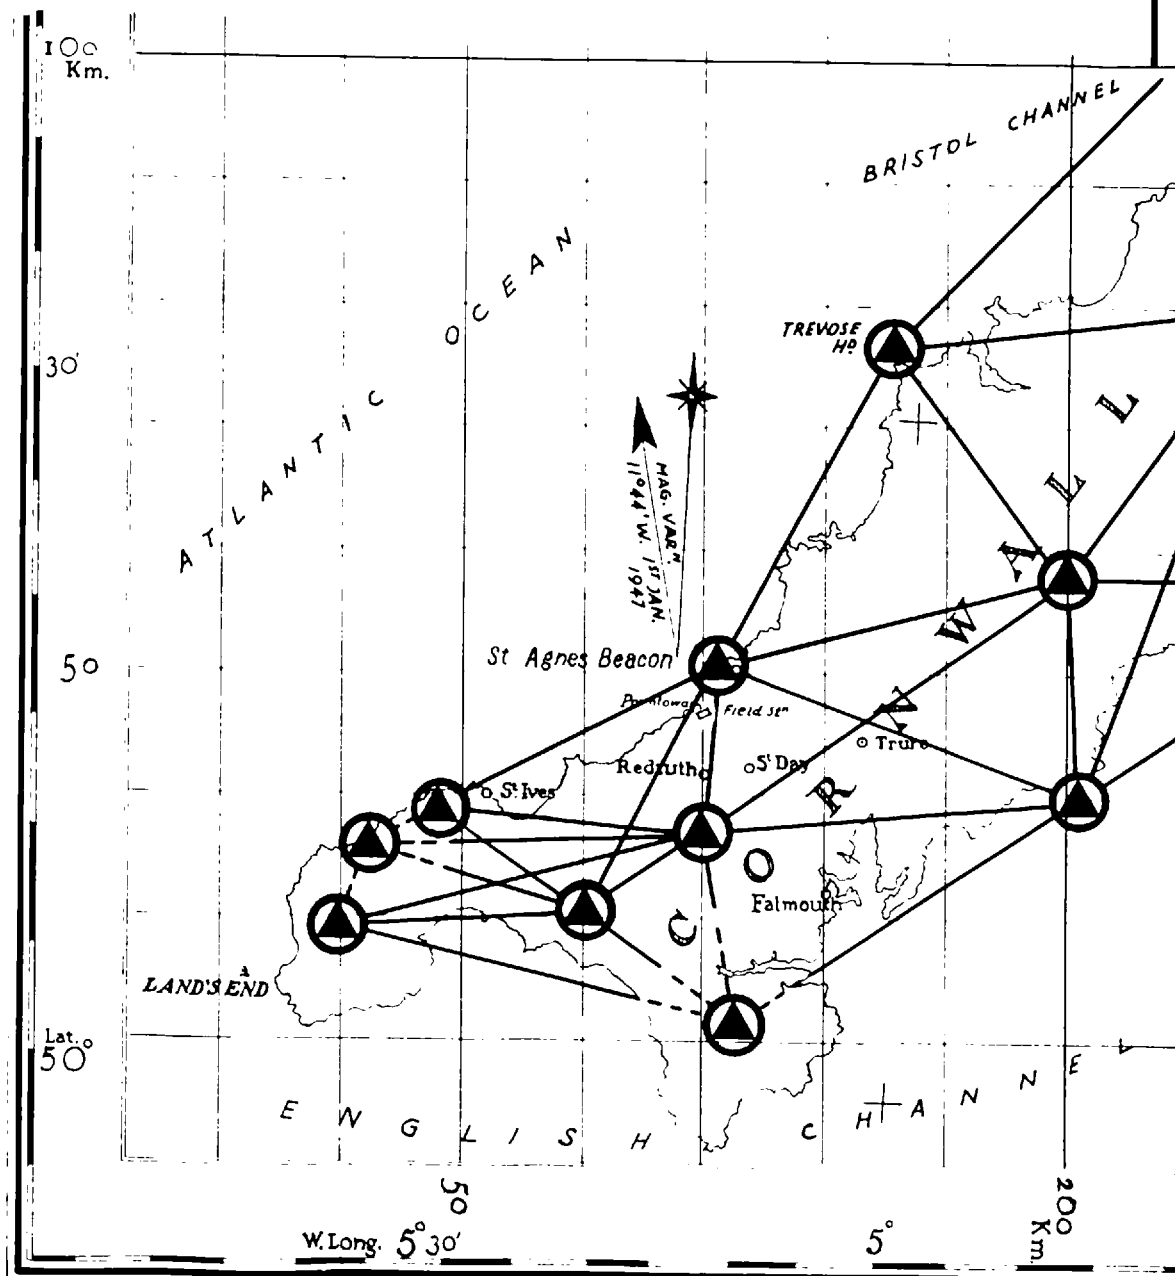 100
Km.
BRISTOL CHANNEL
ATLANTIC OCEAN
TREVOSE
HD
30'
MAG. VARN.
11°44' W. 1ST JAN.
1947
CORNWALL
St Agnes Beacon
50
Field Stn
Truro
St Day
Redruth
St Ives
Falmouth
LAND'S END
Lat.
50°
ENGLISH CHANNE
50
200
Km.
W. Long. 5° 30'
5°